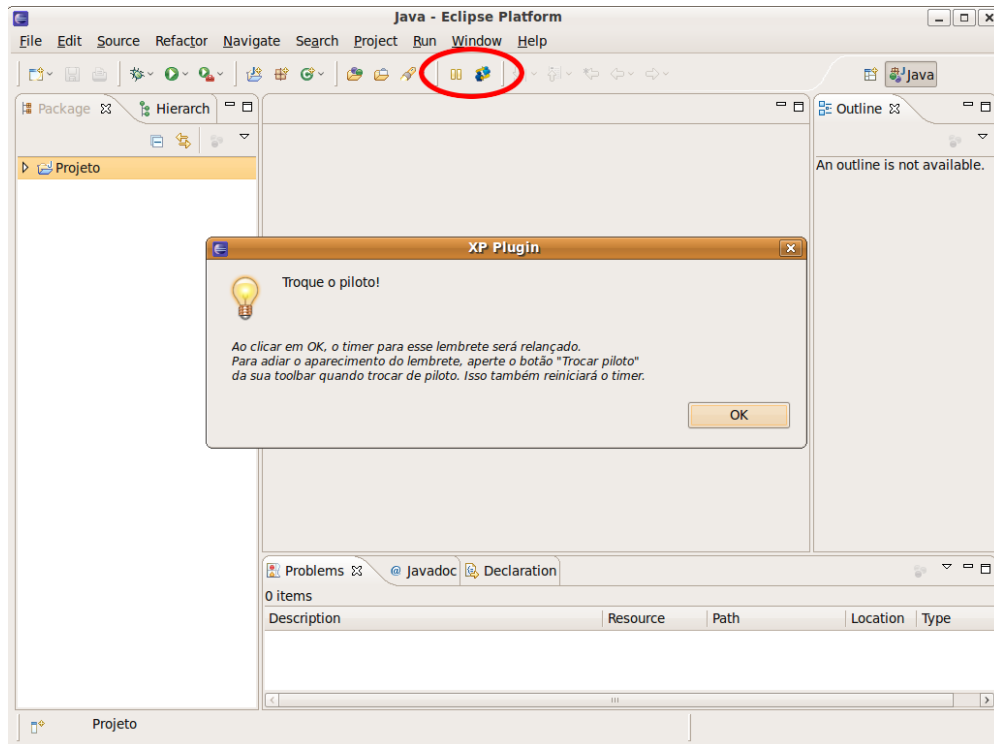 Java - Eclipse Platform
File Edit Source Refactor Navigate Search Project Run Window Help
Java
Package Hierarch
Outline
Projeto
An outline is not available.
XP Plugin
Troque o piloto!
Ao clicar em OK, o timer para esse lembrete será relançado.
Para adiar o aparecimento do lembrete, aperte o botão "Trocar piloto"
da sua toolbar quando trocar de piloto. Isso também reiniciará o timer.
OK
Problems @ Javadoc Declaration
0 items
Description Resource Path Location Type
Projeto